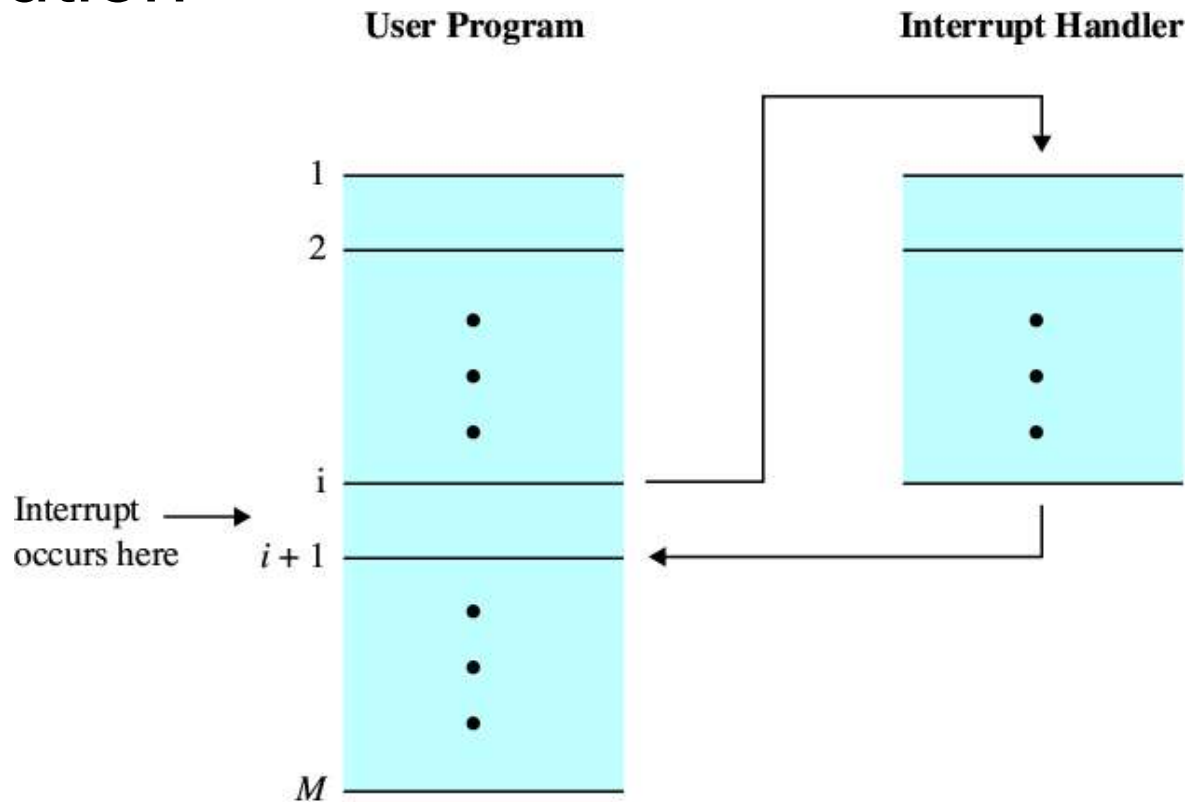 User Program
Interrupt Handler
1
2
i
Interrupt
occurs here
i + 1
M